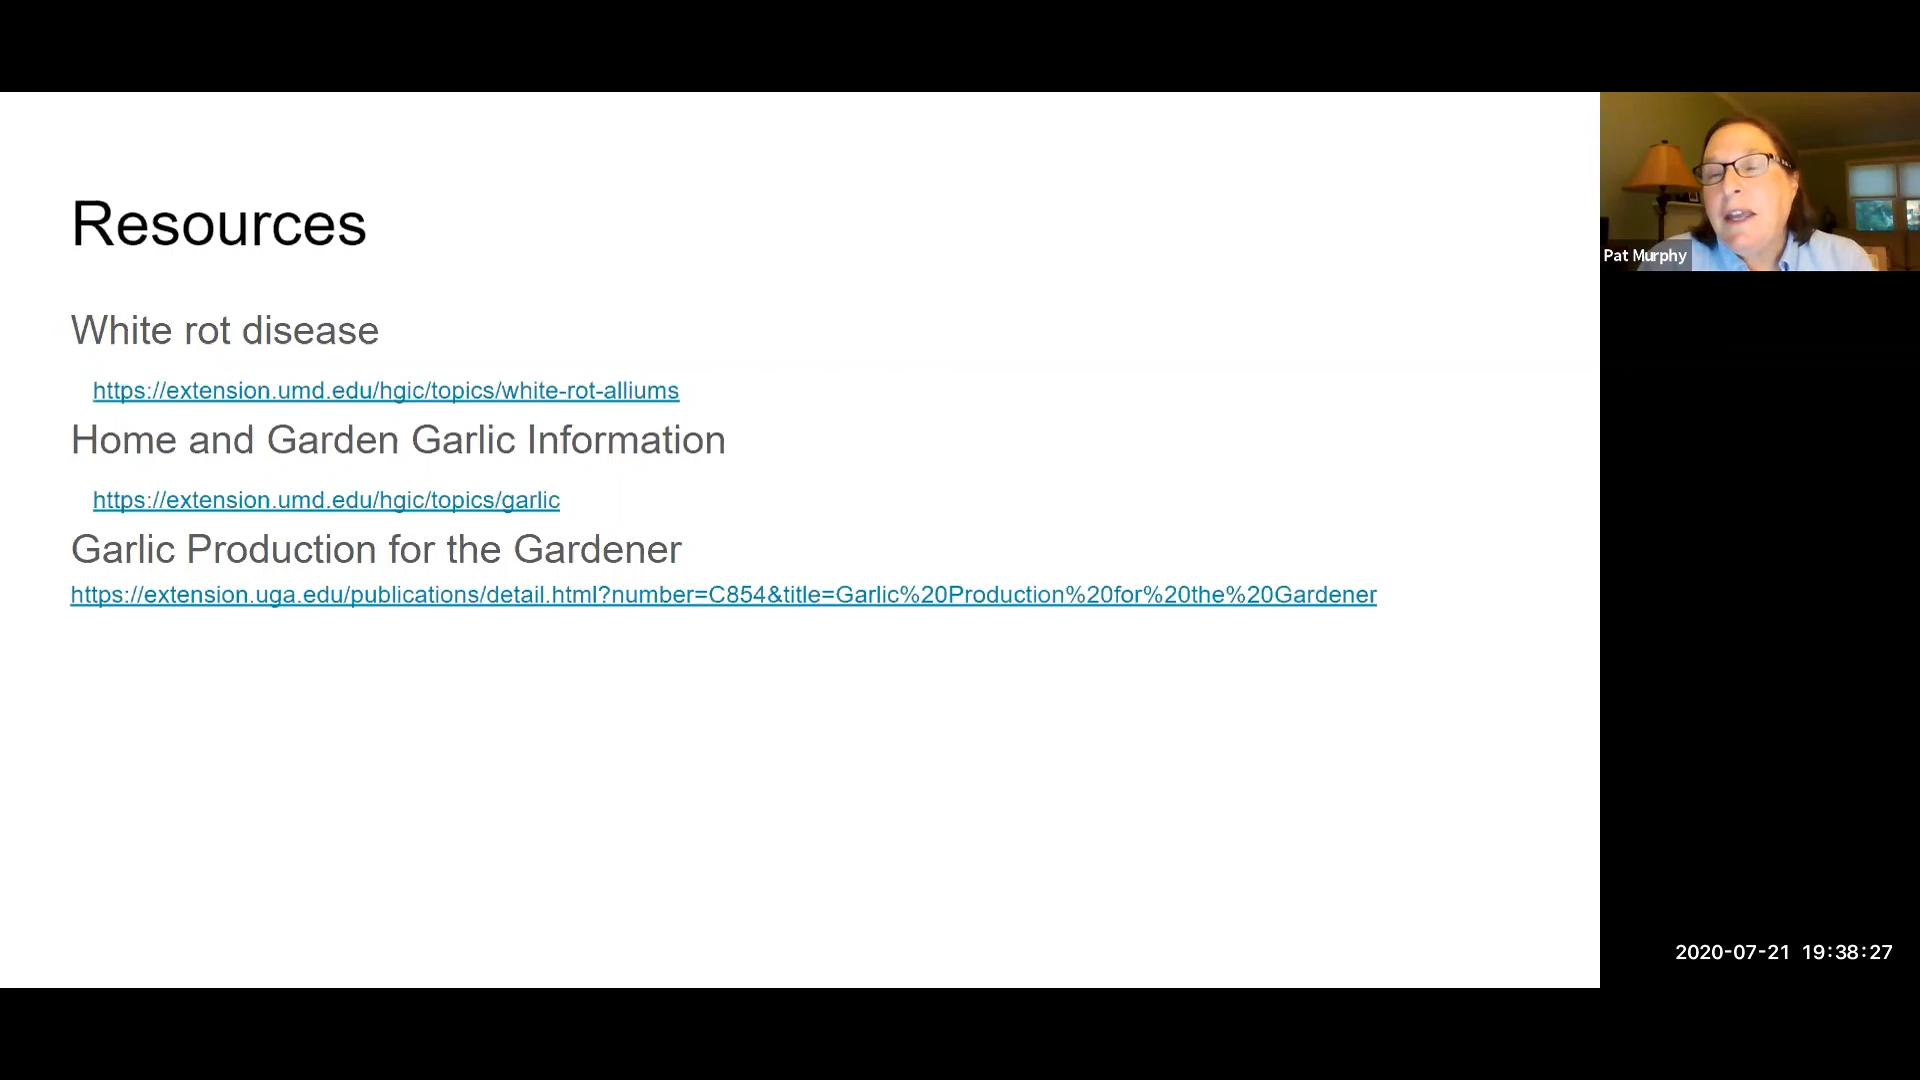 Resources
White rot disease
https://extension.umd.edu/hgic/topics/white-rot-alliums
Home and Garden Garlic Information
https://extension.umd.edu/hgic/topics/garlic
Garlic Production for the Gardener
https://extension.uga.edu/publications/detail.html?number=C854&title=Garlic%20Production%20for%20the%20Gardener
Pat Murphy
2020-07-21 19:38:27